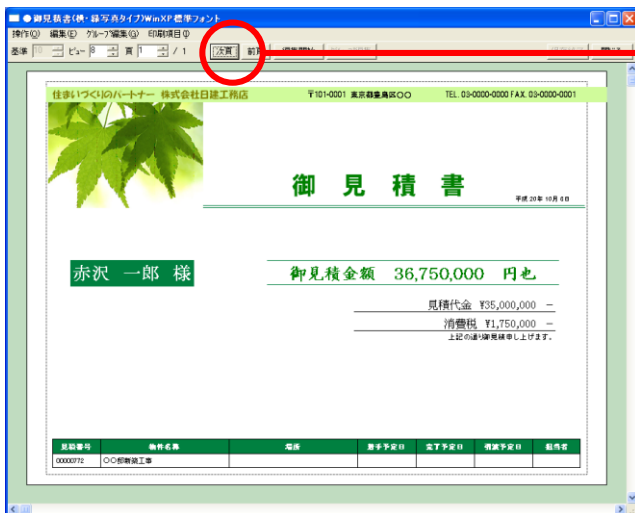 ●御見積書(横・緑写真タイプ)WinXP標準フォント
操作(O) 編集(E) グループ編集(G) 印刷項目(I)
基準 10 ビュー 8 頁 1 / 1 次頁 前頁
住まいづくりのパートナー 株式会社日建工務店 〒101-0001 東京都豊島区〇〇 TEL. 03-0000-0000 FAX. 03-0000-0001
御 見 積 書
平成 20年 10月 6日
赤沢 一郎 様
御見積金額 36,750,000 円也
見積代金 ¥35,000,000 −
消費税 ¥1,750,000 −
上記の通り御見積申し上げます。
見積番号 物件名称 場所 着手予定日 完了予定日 引渡予定日 担当者
00000772 〇〇邸新築工事